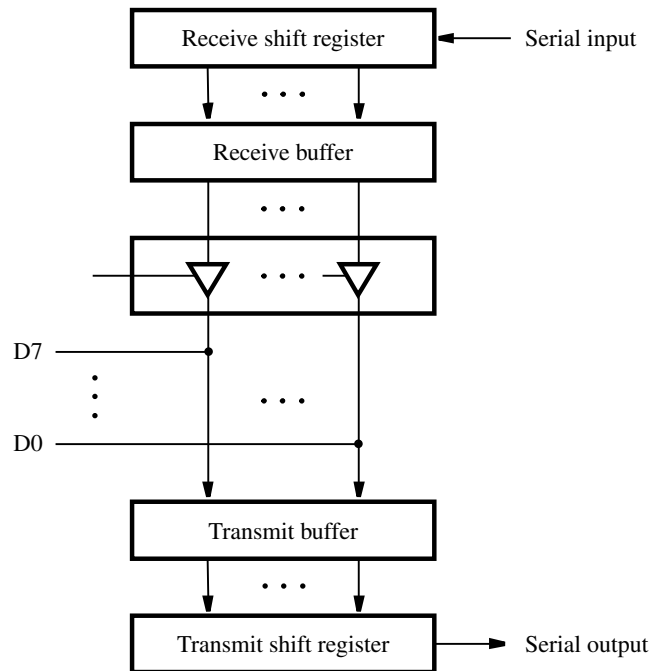 Receive shift register
Serial input
Receive buffer
D7
D0
Transmit buffer
Transmit shift register
Serial output